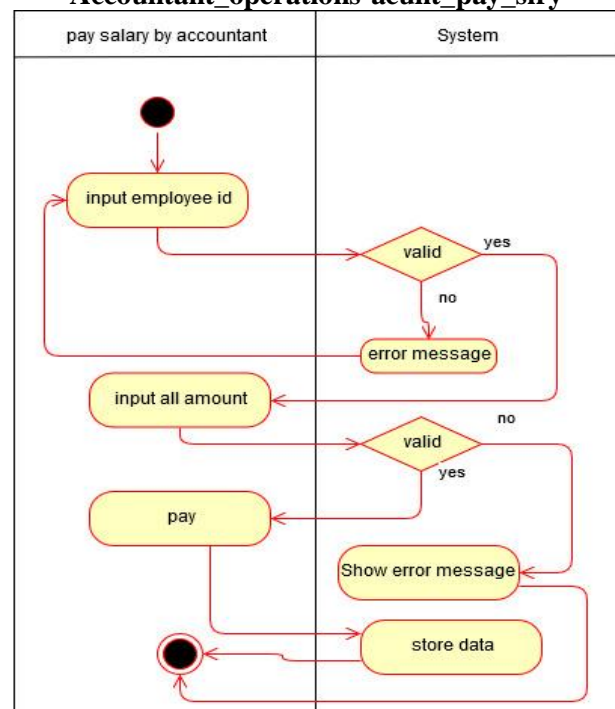 Accountant_operations-acunt_pay_slry
pay salary by accountant
System
input employee id
valid
yes
no
error message
input all amount
valid
no
yes
pay
Show error message
store data